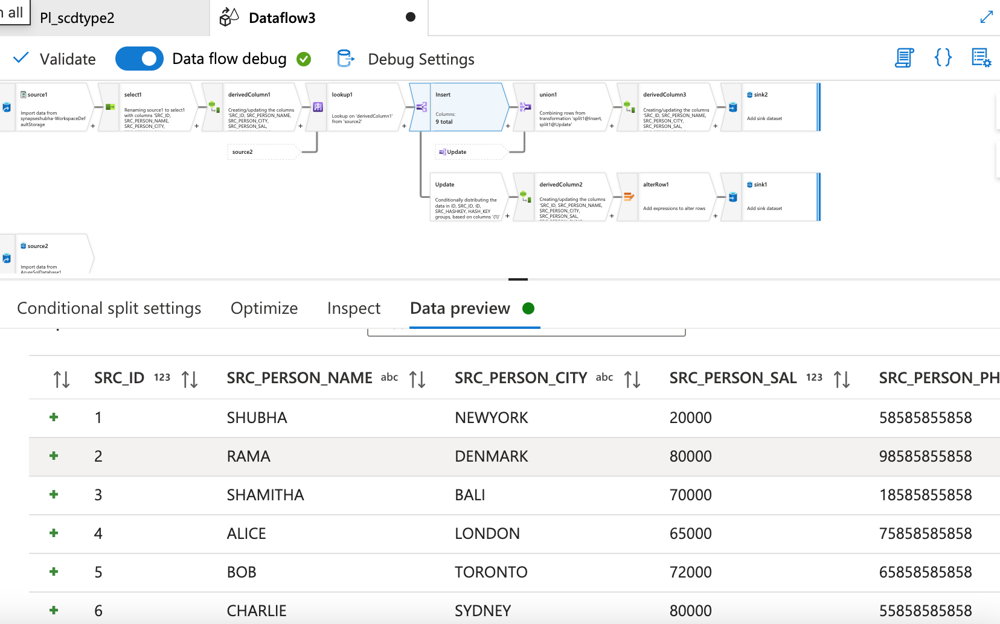 n all
Pl_scdtype2
Dataflow3
Validate
Data flow debug
Debug Settings
source1
Import data from
synapseshubha-WorkspaceDef
aultStorage
+
select1
Renaming source1 to select1
with columns 'SRC_ID,
SRC_PERSON_NAME,
SRC_PERSON_CITY,
+
derivedColumn1
Creating/updating the columns
'SRC_ID, SRC_PERSON_NAME,
SRC_PERSON_CITY,
SRC_PERSON_SAL,
+
lookup1
Lookup on 'derivedColumn1'
from 'source2'
+
Insert
Columns:
9 total
+
union1
Combining rows from
transformation 'split1@Insert,
split1@Update'
+
derivedColumn3
Creating/updating the columns
'SRC_ID, SRC_PERSON_NAME,
SRC_PERSON_CITY,
SRC_PERSON_SAL,
+
sink2
Add sink dataset
source2
Update
Update
Conditionally distributing the
data in ID, SRC_ID, ID,
SRC_HASHKEY, HASH_KEY
groups, based on columns '{1}'
+
derivedColumn2
Creating/updating the columns
'SRC_ID, SRC_PERSON_NAME,
SRC_PERSON_CITY,
SRC_PERSON_SAL,
+
alterRow1
Add expressions to alter rows
+
sink1
Add sink dataset
source2
Import data from
AzureSqlDatabase1
Conditional split settings
Optimize
Inspect
Data preview
SRC_ID 123 SRC_PERSON_NAME abc SRC_PERSON_CITY abc SRC_PERSON_SAL 123 SRC_PERSON_PH
1 SHUBHA NEWYORK 20000 58585855858
2 RAMA DENMARK 80000 98585855858
3 SHAMITHA BALI 70000 18585855858
4 ALICE LONDON 65000 75858585858
5 BOB TORONTO 72000 65858585858
6 CHARLIE SYDNEY 80000 55858585858